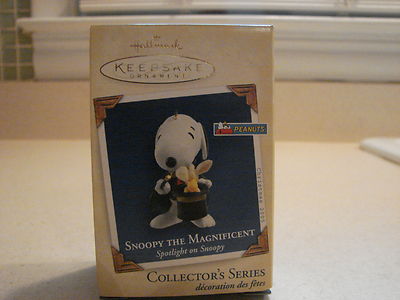 Hallmark
KEEPSAKE
ORNAMENT
PEANUTS
SNOOPY THE MAGNIFICENT
Spotlight on Snoopy
COLLECTOR'S SERIES
décoration des fêtes